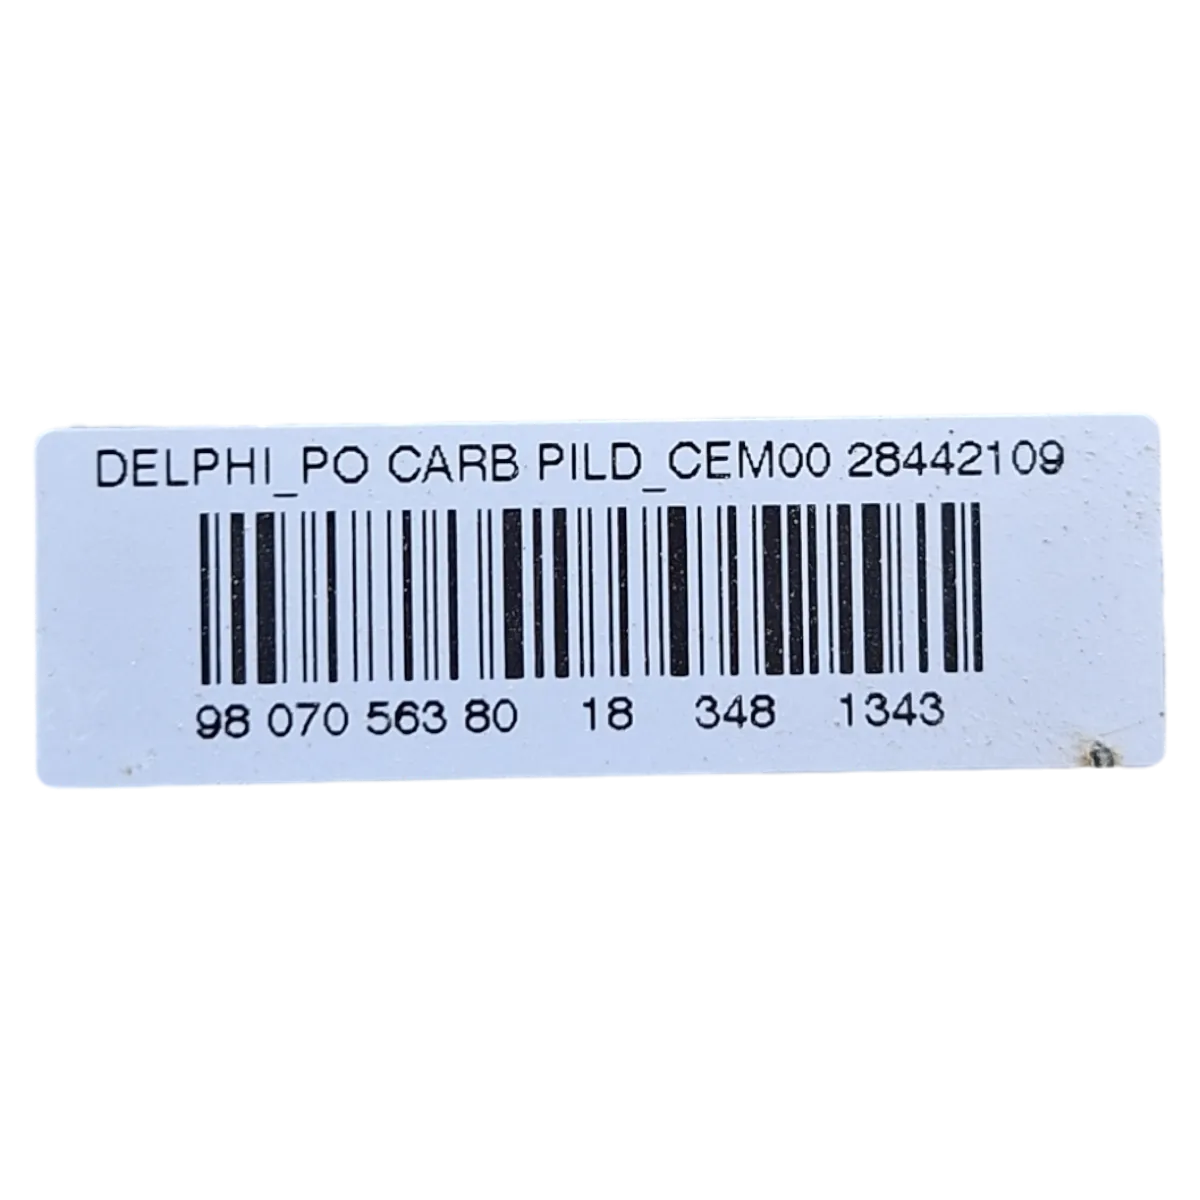 DELPHI_PO CARB PILD_CEM00 28442109
98 070 563 80 18 348 1343